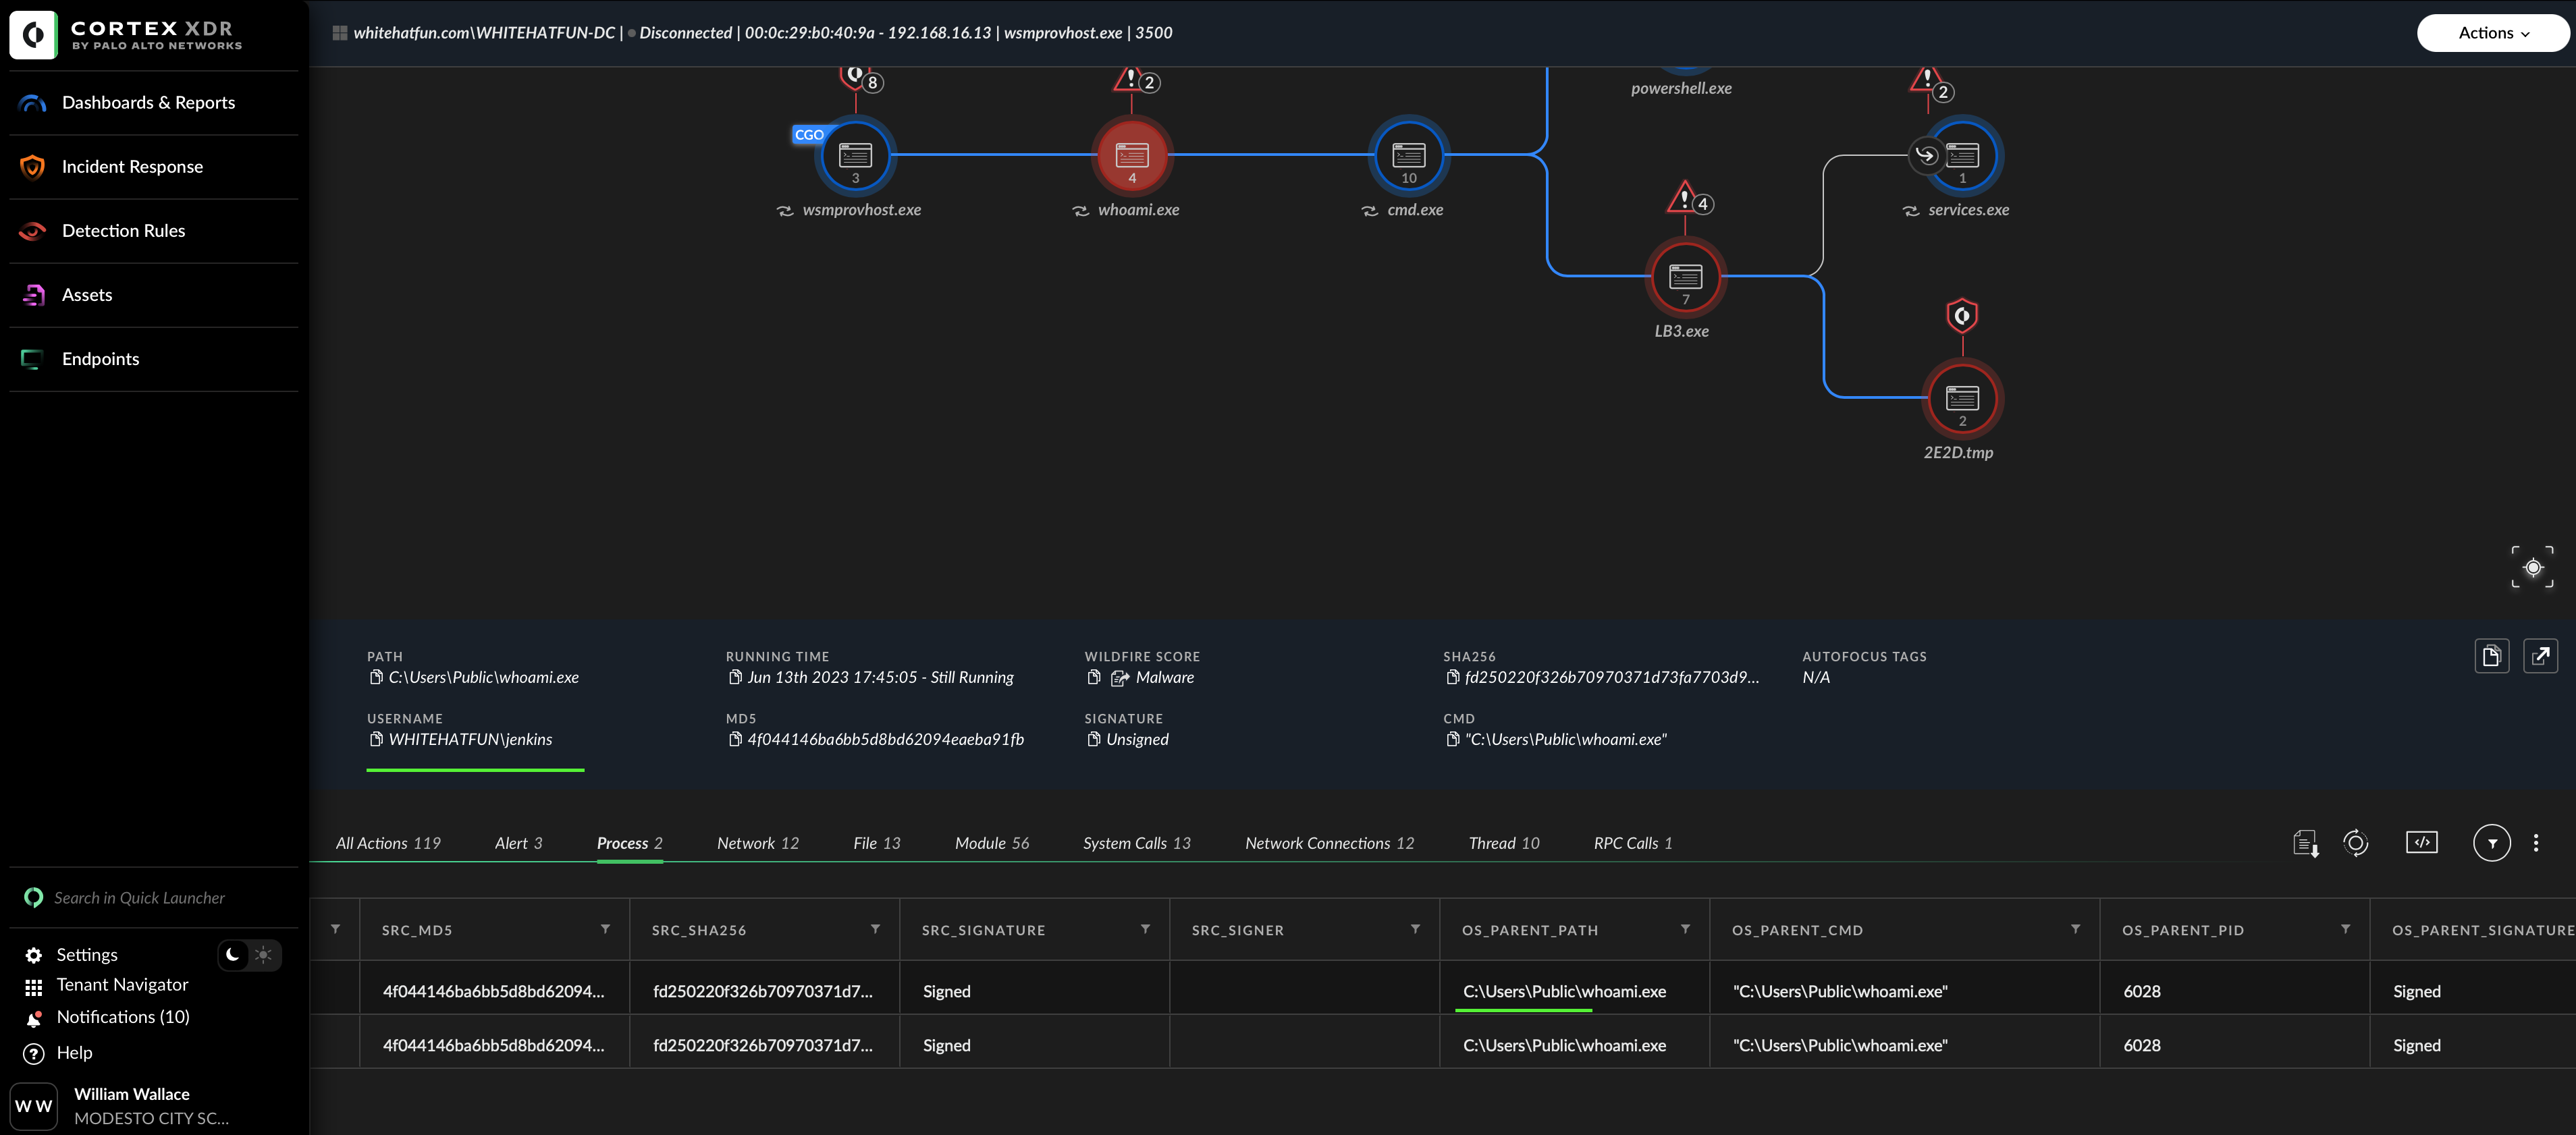 CORTEX XDR
BY PALO ALTO NETWORKS
Dashboards & Reports
Incident Response
Detection Rules
Assets
Endpoints
Search in Quick Launcher
Settings
Tenant Navigator
Notifications (10)
Help
W W
William Wallace
MODESTO CITY SC...
whitehatfun.com\WHITEHATFUN-DC | Disconnected | 00:0c:29:b0:40:9a - 192.168.16.13 | wsmprovhost.exe | 3500
Actions
8
2
powershell.exe
2
CGO
3
4
10
1
wsmprovhost.exe
whoami.exe
cmd.exe
4
services.exe
7
LB3.exe
2
2E2D.tmp
PATH
C:\Users\Public\whoami.exe
RUNNING TIME
Jun 13th 2023 17:45:05 - Still Running
WILDFIRE SCORE
Malware
SHA256
fd250220f326b70970371d73fa7703d9...
AUTOFOCUS TAGS
N/A
USERNAME
WHITEHATFUN\jenkins
MD5
4f044146ba6bb5d8bd62094eaeba91fb
SIGNATURE
Unsigned
CMD
"C:\Users\Public\whoami.exe"
All Actions 119 Alert 3 Process 2 Network 12 File 13 Module 56 System Calls 13 Network Connections 12 Thread 10 RPC Calls 1
SRC_MD5 SRC_SHA256 SRC_SIGNATURE SRC_SIGNER OS_PARENT_PATH OS_PARENT_CMD OS_PARENT_PID OS_PARENT_SIGNATURE
4f044146ba6bb5d8bd62094... fd250220f326b70970371d7... Signed C:\Users\Public\whoami.exe "C:\Users\Public\whoami.exe" 6028 Signed
4f044146ba6bb5d8bd62094... fd250220f326b70970371d7... Signed C:\Users\Public\whoami.exe "C:\Users\Public\whoami.exe" 6028 Signed